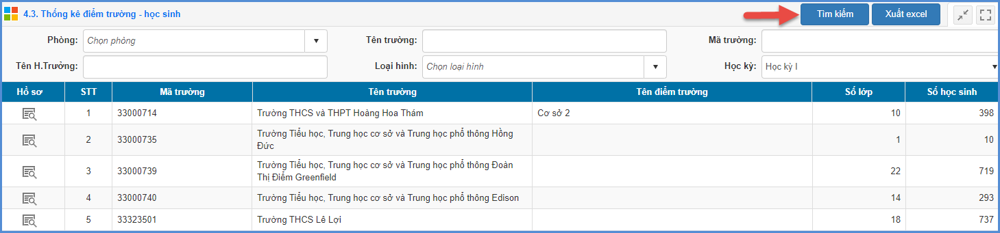 4.3. Thống kê điểm trường - học sinh
Tìm kiếm
Xuất excel
Phòng: Chọn phòng
Tên trường:
Mã trường:
Tên H.Trưởng:
Loại hình: Chọn loại hình
Học kỳ: Học kỳ I
Hồ sơ STT Mã trường Tên trường Tên điểm trường Số lớp Số học sinh
1 33000714 Trường THCS và THPT Hoàng Hoa Thám Cơ sở 2 10 398
2 33000735 Trường Tiểu học, Trung học cơ sở và Trung học phổ thông Hồng 1 10
Đức
3 33000739 Trường Tiểu học, Trung học cơ sở và Trung học phổ thông Đoàn 22 719
Thị Điểm Greenfield
4 33000740 Trường Tiểu học, Trung học cơ sở và Trung học phổ thông Edison 14 293
5 33323501 Trường THCS Lê Lợi 18 737